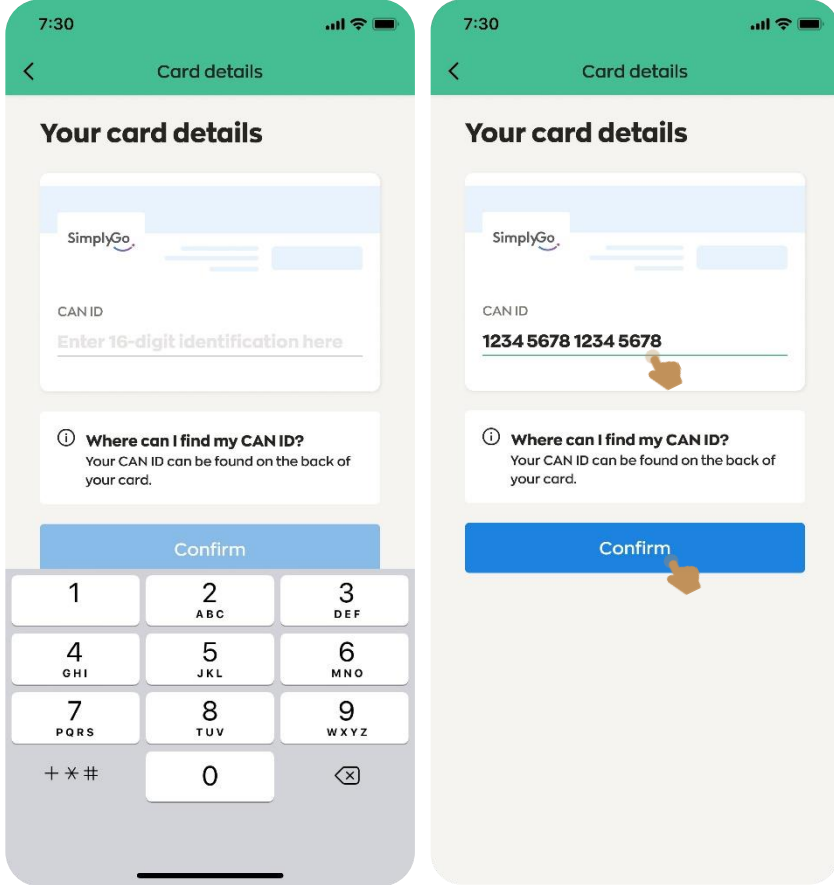 7:30
Card details
Your card details
SimplyGo
CAN ID
Enter 16-digit identification here
Where can I find my CAN ID?
Your CAN ID can be found on the back of
your card.
Confirm
1
2
ABC
3
DEF
4
GHI
5
JKL
6
MNO
7
PQRS
8
TUV
9
WXYZ
+*#
0
7:30
Card details
Your card details
SimplyGo
CAN ID
1234 5678 1234 5678
Where can I find my CAN ID?
Your CAN ID can be found on the back of
your card.
Confirm